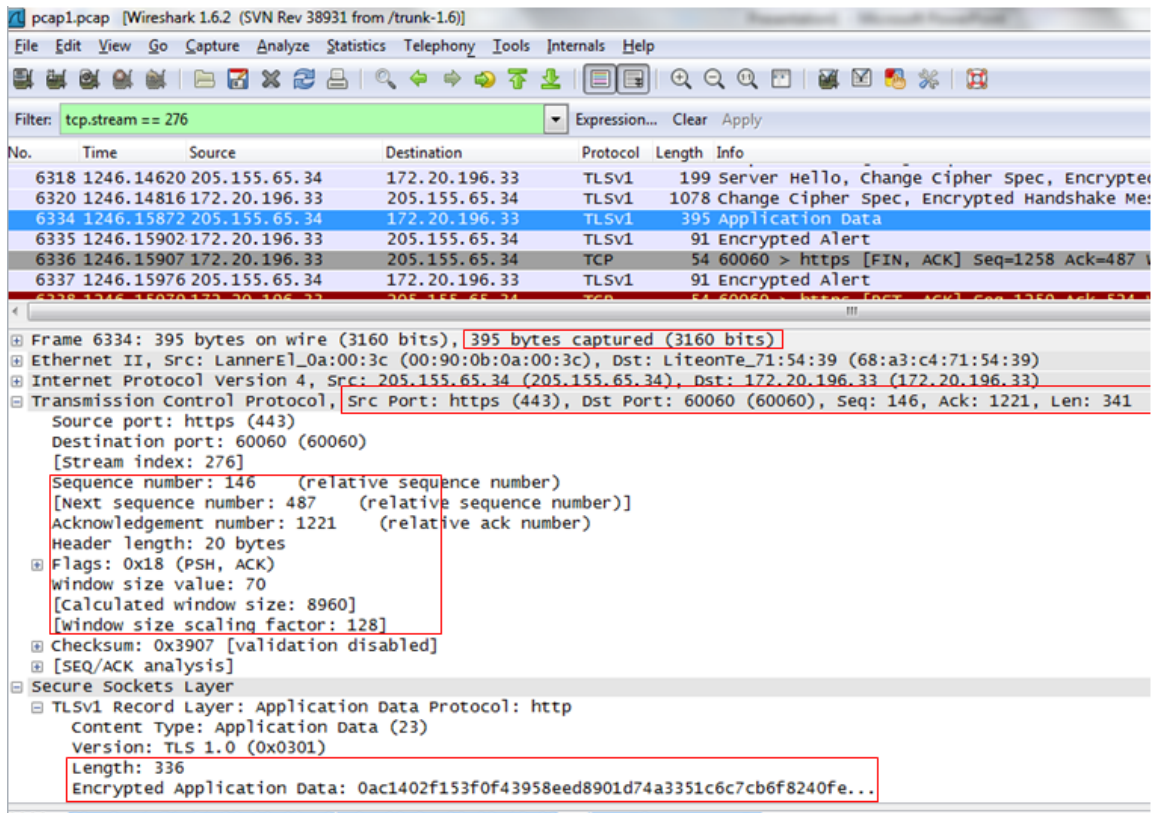 pcap1.pcap [Wireshark 1.6.2 (SVN Rev 38931 from /trunk-1.6)]
File Edit View Go Capture Analyze Statistics Telephony Tools Internals Help
Filter: tcp.stream == 276 Expression... Clear Apply
No. Time Source Destination Protocol Length Info
6318 1246.14620 205.155.65.34 172.20.196.33 TLSv1 199 Server Hello, Change Cipher Spec, Encrypte
6320 1246.14816 172.20.196.33 205.155.65.34 TLSv1 1078 Change Cipher Spec, Encrypted Handshake Me
6334 1246.15872 205.155.65.34 172.20.196.33 TLSv1 395 Application Data
6335 1246.15902 172.20.196.33 205.155.65.34 TLSv1 91 Encrypted Alert
6336 1246.15907 172.20.196.33 205.155.65.34 TCP 54 60060 > https [FIN, ACK] Seq=1258 Ack=487
6337 1246.15976 205.155.65.34 172.20.196.33 TLSv1 91 Encrypted Alert
Frame 6334: 395 bytes on wire (3160 bits), 395 bytes captured (3160 bits)
Ethernet II, Src: LannerEl_0a:00:3c (00:90:0b:0a:00:3c), Dst: LiteonTe_71:54:39 (68:a3:c4:71:54:39)
Internet Protocol Version 4, Src: 205.155.65.34 (205.155.65.34), Dst: 172.20.196.33 (172.20.196.33)
Transmission Control Protocol, Src Port: https (443), Dst Port: 60060 (60060), Seq: 146, Ack: 1221, Len: 341
Source port: https (443)
Destination port: 60060 (60060)
[Stream index: 276]
Sequence number: 146 (relative sequence number)
[Next sequence number: 487 (relative sequence number)]
Acknowledgement number: 1221 (relative ack number)
Header length: 20 bytes
Flags: 0x18 (PSH, ACK)
Window size value: 70
[Calculated window size: 8960]
[Window size scaling factor: 128]
Checksum: 0x3907 [validation disabled]
[SEQ/ACK analysis]
Secure Sockets Layer
TLSv1 Record Layer: Application Data Protocol: http
Content Type: Application Data (23)
Version: TLS 1.0 (0x0301)
Length: 336
Encrypted Application Data: 0ac1402f153f0f43958eed8901d74a3351c6c7cb6f8240fe...